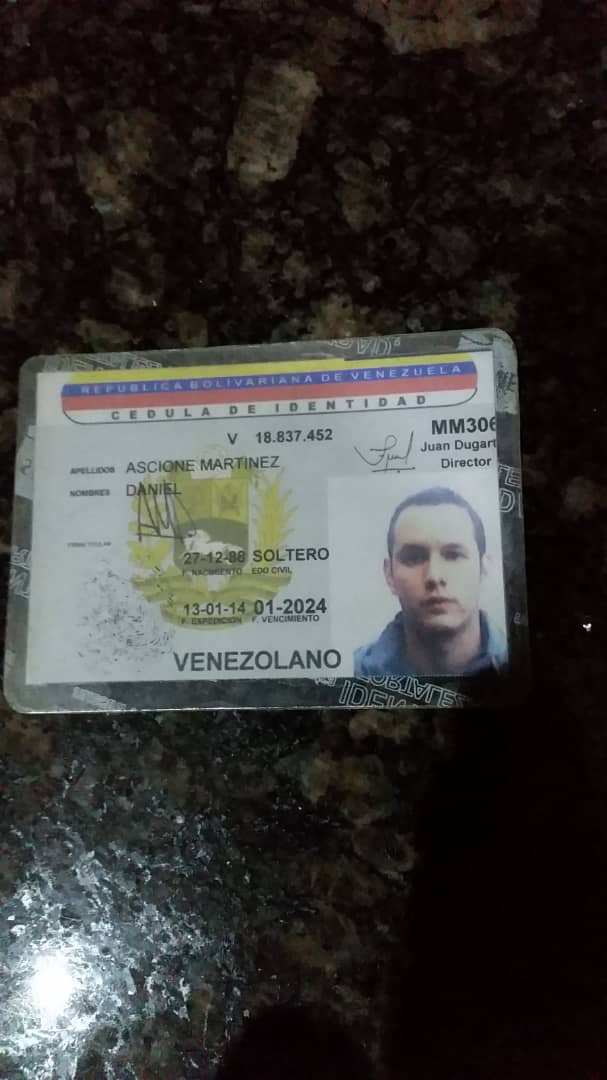 REPUBLICA BOLIVARIANA DE VENEZUELA
CEDULA DE IDENTIDAD
V 18.837.452
MM306
Juan Dugart
Director
APELLIDOS ASCIONE MARTINEZ
NOMBRES DANIEL
FIRMA TITULAR
27-12-88 SOLTERO
F. NACIMIENTO EDO CIVIL
13-01-14 01-2024
F. EXPEDICION F. VENCIMIENTO
VENEZOLANO